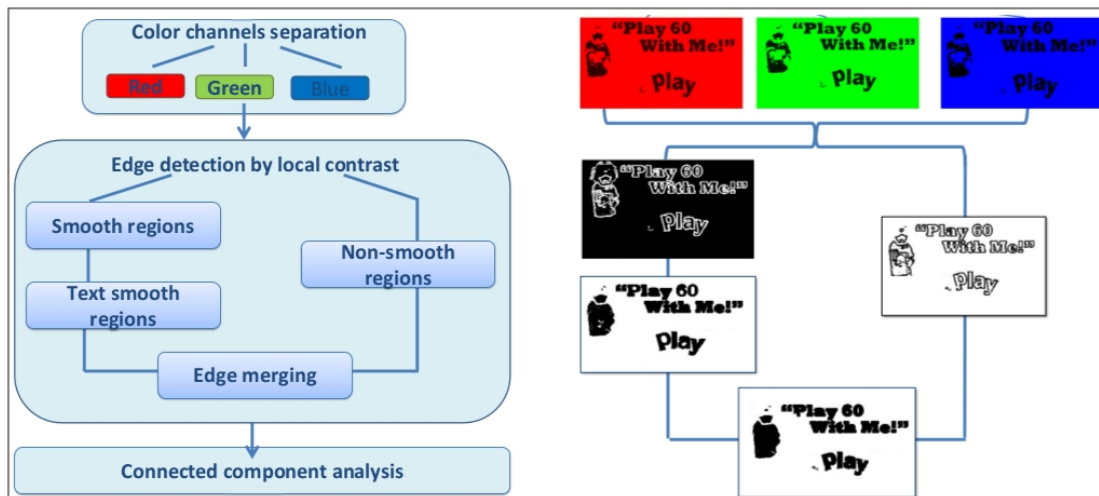 Color channels separation
Red
Green
Blue
Edge detection by local contrast
Smooth regions
Non-smooth
regions
Text smooth
regions
Edge merging
Connected component analysis
“Play 60
With Me!”
Play
“Play 60
With Me!”
Play
“Play 60
With Me!”
Play
“Play 60
With Me!”
Play
“Play 60
With Me!”
Play
“Play 60
With Me!”
Play
“Play 60
With Me!”
Play